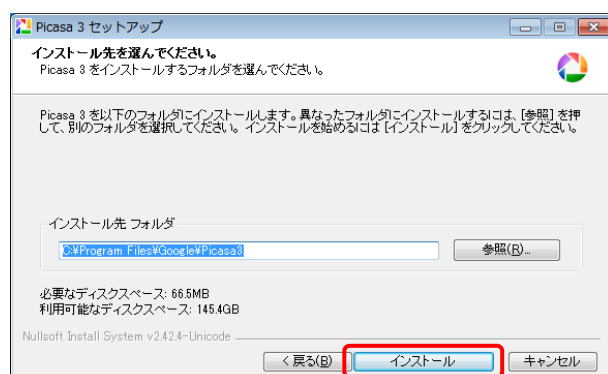 Picasa 3 セットアップ
インストール先を選んでください。
Picasa 3 をインストールするフォルダを選んでください。
Picasa 3 を以下のフォルダにインストールします。異なったフォルダにインストールするには、[参照] を押
して、別のフォルダを選択してください。インストールを始めるには [インストール] をクリックしてください。
インストール先 フォルダ
C:¥Program Files¥Google¥Picasa3
参照(R)...
必要なディスクスペース: 66.5MB
利用可能なディスクスペース: 145.4GB
Nullsoft Install System v2.42.4-Unicode
< 戻る(B)
インストール
キャンセル